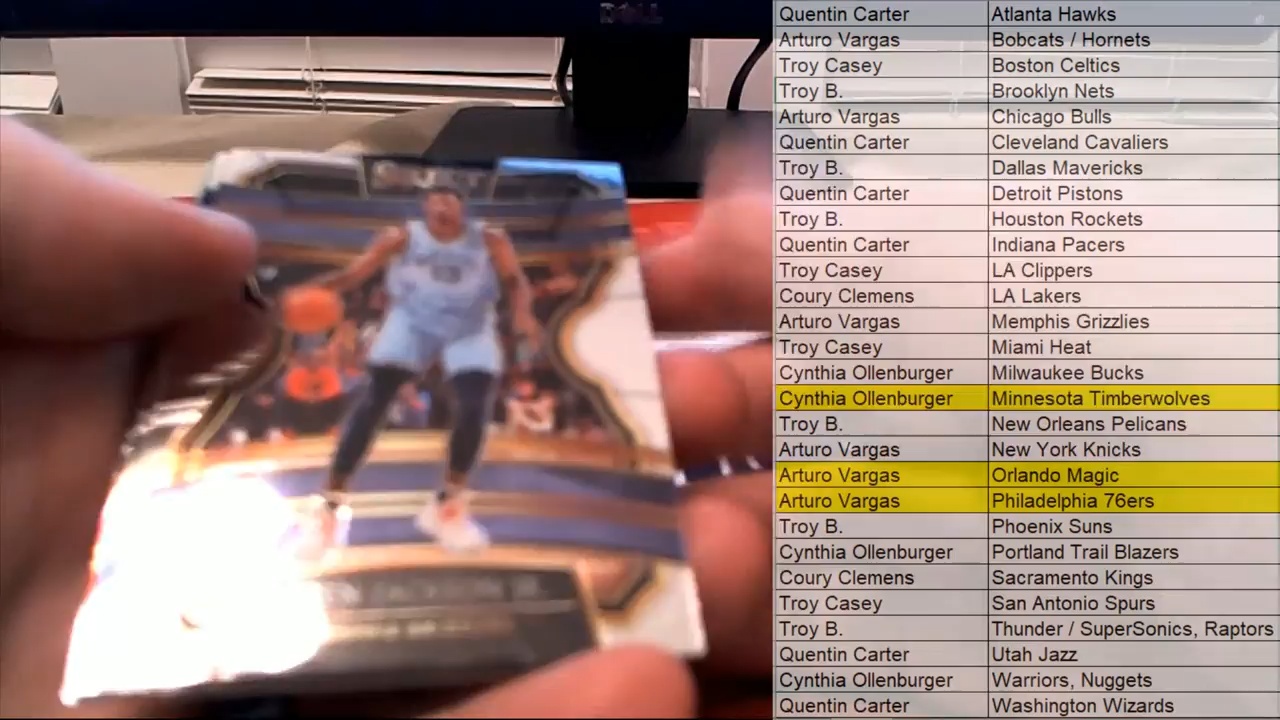 DELL
SELECT
JACKSON JR.
Quentin Carter Atlanta Hawks
Arturo Vargas Bobcats / Hornets
Troy Casey Boston Celtics
Troy B. Brooklyn Nets
Arturo Vargas Chicago Bulls
Quentin Carter Cleveland Cavaliers
Troy B. Dallas Mavericks
Quentin Carter Detroit Pistons
Troy B. Houston Rockets
Quentin Carter Indiana Pacers
Troy Casey LA Clippers
Coury Clemens LA Lakers
Arturo Vargas Memphis Grizzlies
Troy Casey Miami Heat
Cynthia Ollenburger Milwaukee Bucks
Cynthia Ollenburger Minnesota Timberwolves
Troy B. New Orleans Pelicans
Arturo Vargas New York Knicks
Arturo Vargas Orlando Magic
Arturo Vargas Philadelphia 76ers
Troy B. Phoenix Suns
Cynthia Ollenburger Portland Trail Blazers
Coury Clemens Sacramento Kings
Troy Casey San Antonio Spurs
Troy B. Thunder / SuperSonics, Raptors
Quentin Carter Utah Jazz
Cynthia Ollenburger Warriors, Nuggets
Quentin Carter Washington Wizards